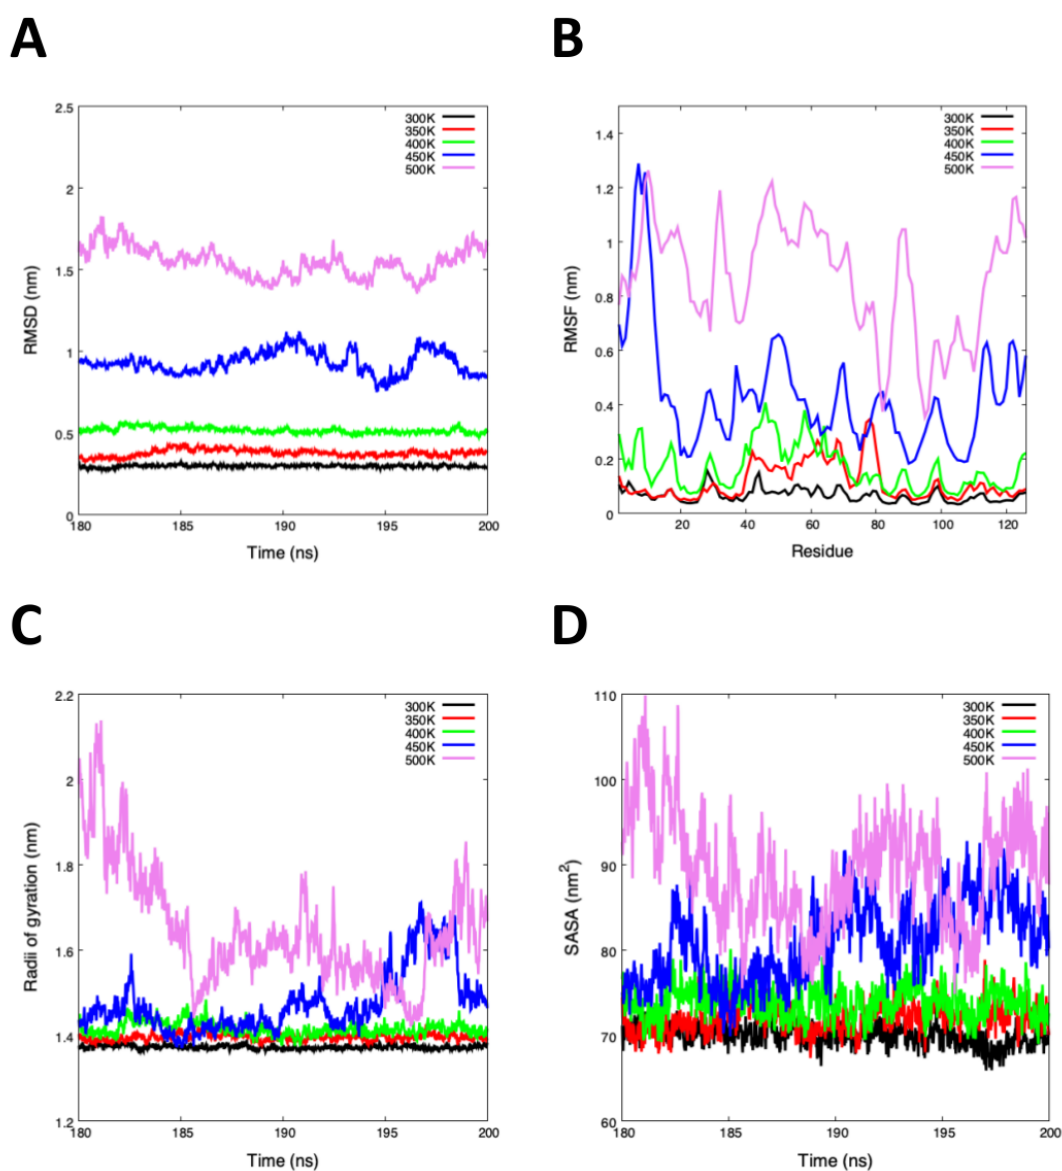 A
2.5
2
1.5
1
0.5
0
RMSD (nm)
300K
350K
400K
450K
500K
180 185 190 195 200
Time (ns)
B
1.4
1.2
1
0.8
0.6
0.4
0.2
0
RMSF (nm)
300K
350K
400K
450K
500K
20 40 60 80 100 120
Residue
C
2.2
2
1.8
1.6
1.4
1.2
Radii of gyration (nm)
300K
350K
400K
450K
500K
180 185 190 195 200
Time (ns)
D
110
100
90
80
70
60
SASA (nm²)
300K
350K
400K
450K
500K
180 185 190 195 200
Time (ns)